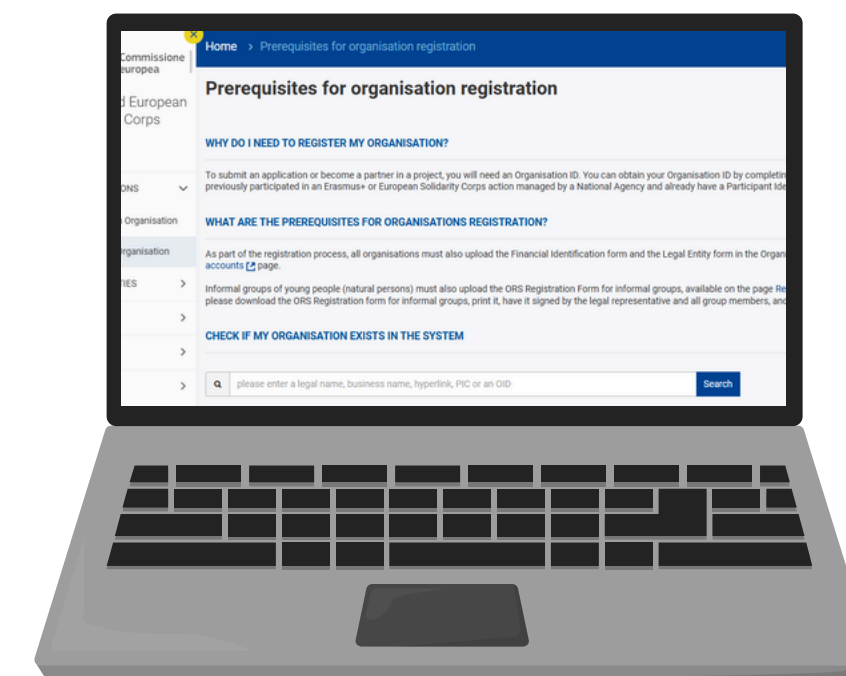 Commissione
europea
d European
Corps
ONS
n Organisation
rganisation
TIES
Home > Prerequisites for organisation registration
Prerequisites for organisation registration
WHY DO I NEED TO REGISTER MY ORGANISATION?
To submit an application or become a partner in a project, you will need an Organisation ID. You can obtain your Organisation ID by completin
previously participated in an Erasmus+ or European Solidarity Corps action managed by a National Agency and already have a Participant Ide
WHAT ARE THE PREREQUISITES FOR ORGANISATIONS REGISTRATION?
As part of the registration process, all organisations must also upload the Financial Identification form and the Legal Entity form in the Organ
accounts page.
Informal groups of young people (natural persons) must also upload the ORS Registration Form for informal groups, available on the page Re
please download the ORS Registration form for informal groups, print it, have it signed by the legal representative and all group members, and
CHECK IF MY ORGANISATION EXISTS IN THE SYSTEM
please enter a legal name, business name, hyperlink, PIC or an OID
Search